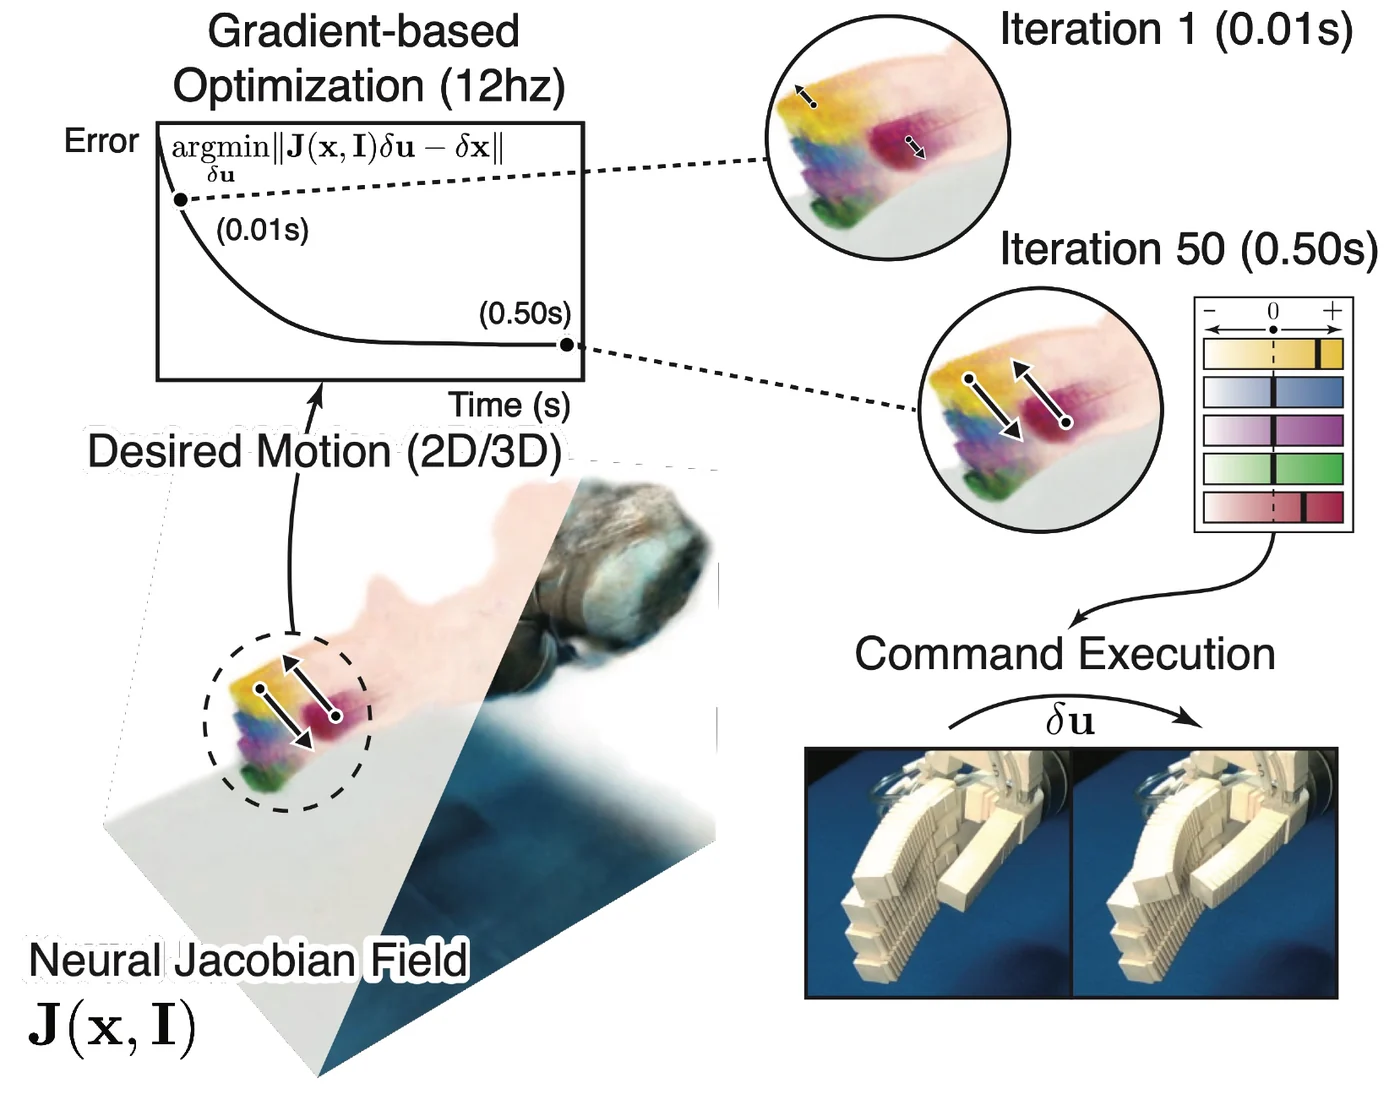 Gradient-based
Optimization (12hz)
Error
argmin‖J(x, I)δu − δx‖
δu
(0.01s)
(0.50s)
Time (s)
Iteration 1 (0.01s)
Iteration 50 (0.50s)
- 0 +
Desired Motion (2D/3D)
Neural Jacobian Field
J(x, I)
Command Execution
δu